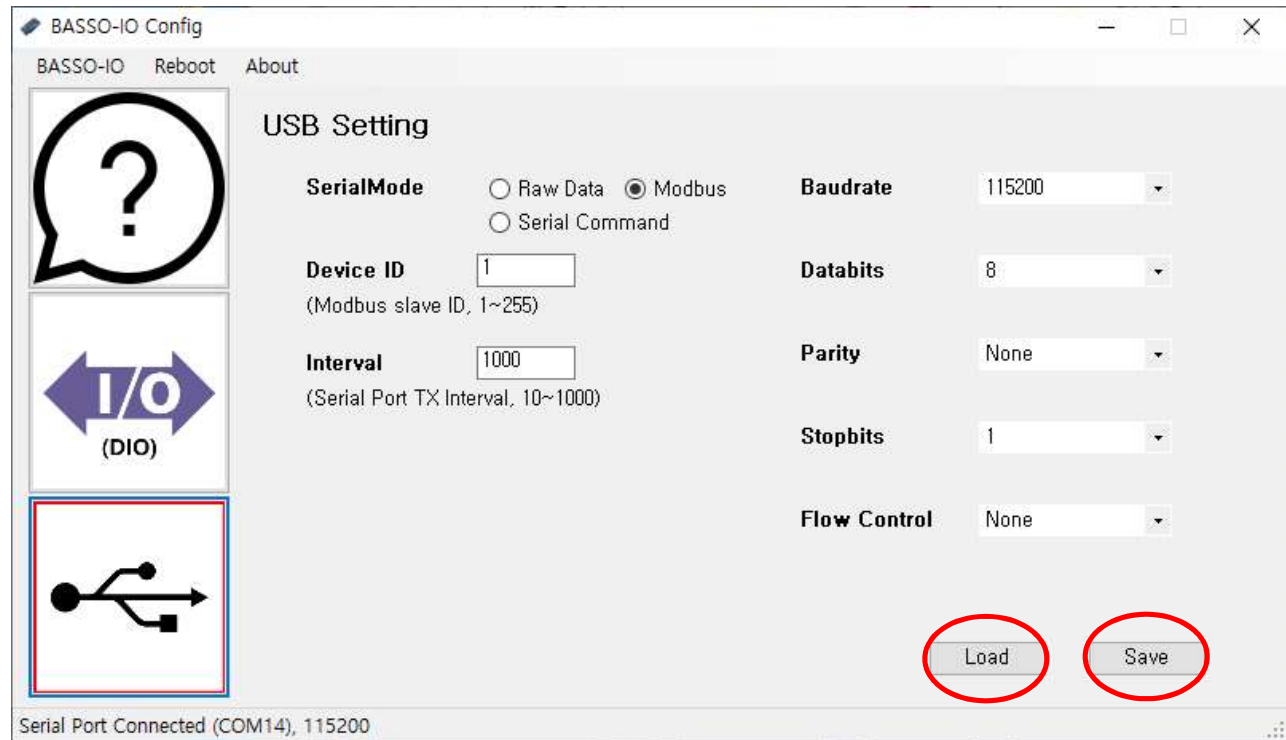 BASSO-IO Config
BASSO-IO Reboot About
?
I/O
(DIO)
USB Setting
SerialMode Raw Data Modbus
Serial Command
Device ID 1
(Modbus slave ID, 1~255)
Interval 1000
(Serial Port TX Interval, 10~1000)
Baudrate 115200
Databits 8
Parity None
Stopbits 1
Flow Control None
Load Save
Serial Port Connected (COM14), 115200